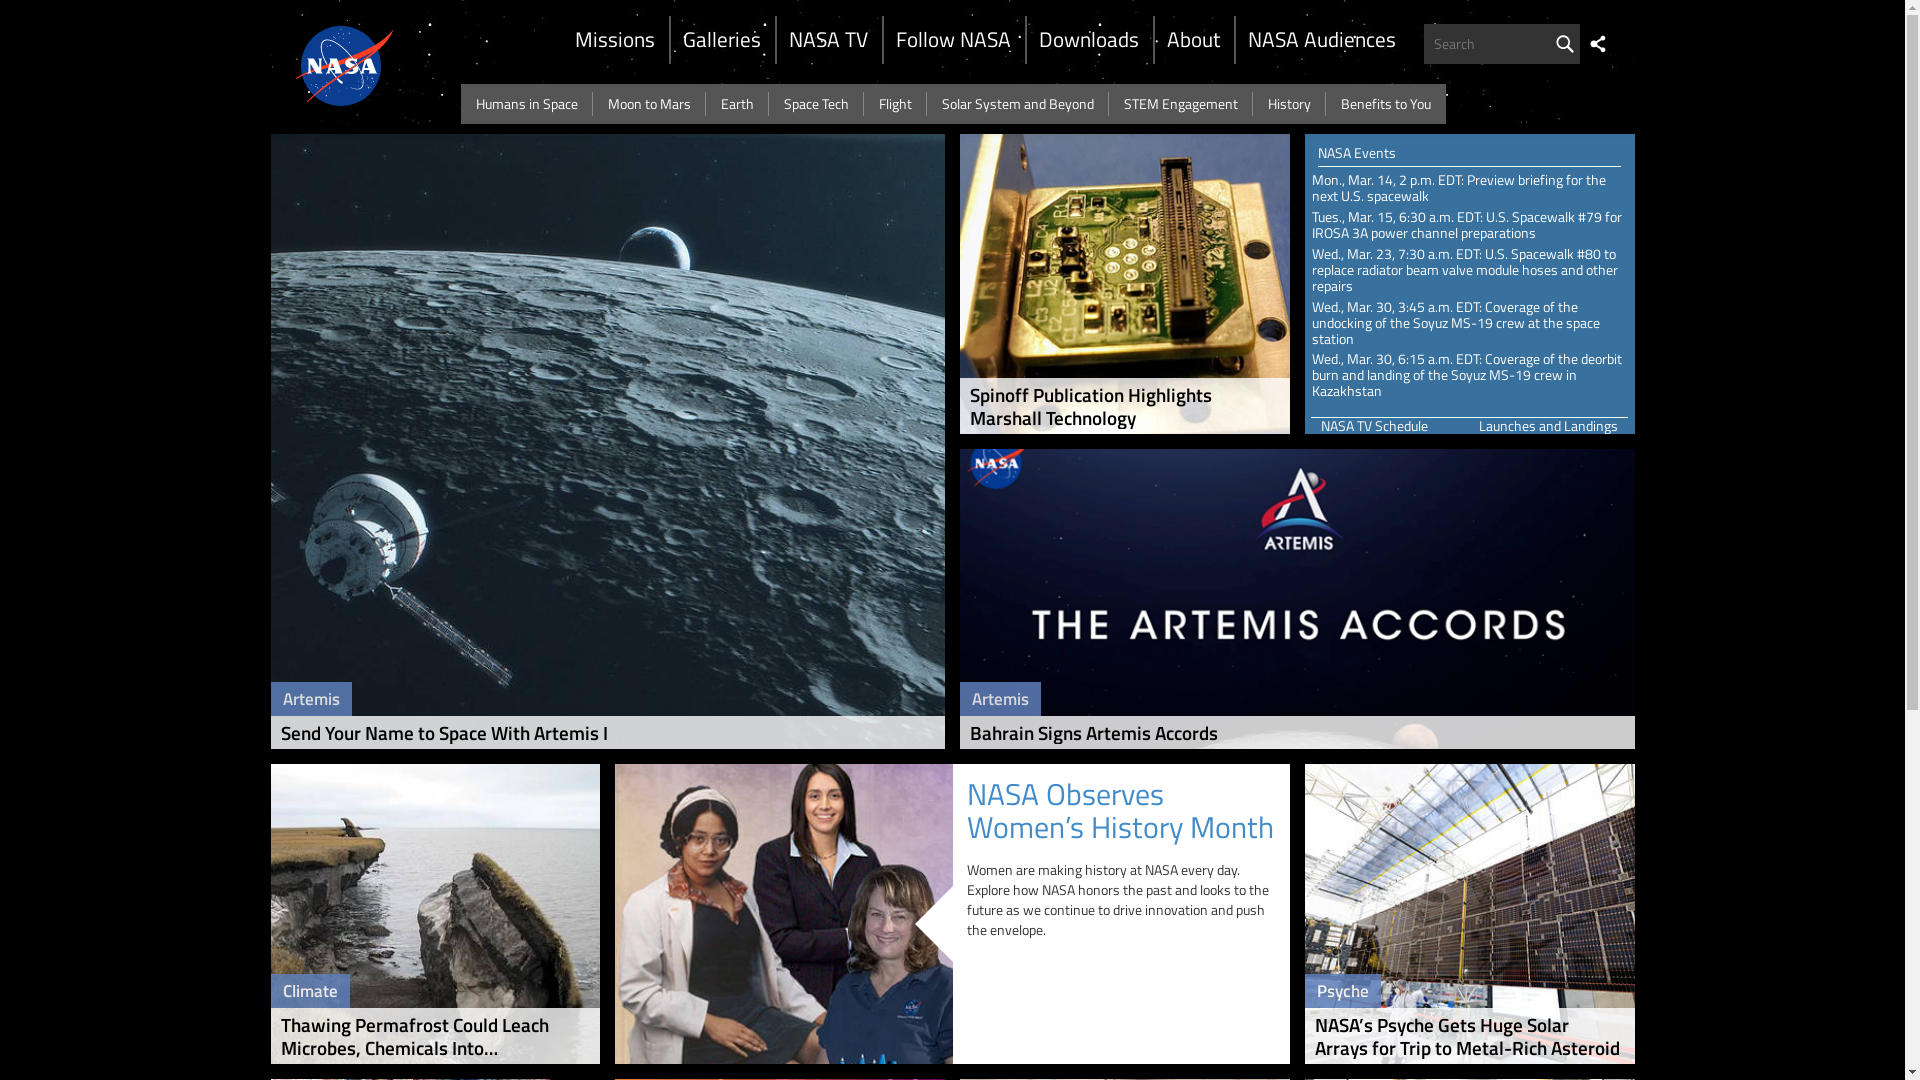 NASA
Missions
Galleries
NASA TV
Follow NASA
Downloads
About
NASA Audiences
Search
Humans in Space
Moon to Mars
Earth
Space Tech
Flight
Solar System and Beyond
STEM Engagement
History
Benefits to You
Artemis
Send Your Name to Space With Artemis I
Spinoff Publication Highlights
Marshall Technology
NASA Events
Mon., Mar. 14, 2 p.m. EDT: Preview briefing for the
next U.S. spacewalk
Tues., Mar. 15, 6:30 a.m. EDT: U.S. Spacewalk #79 for
IROSA 3A power channel preparations
Wed., Mar. 23, 7:30 a.m. EDT: U.S. Spacewalk #80 to
replace radiator beam valve module hoses and other
repairs
Wed., Mar. 30, 3:45 a.m. EDT: Coverage of the
undocking of the Soyuz MS-19 crew at the space
station
Wed., Mar. 30, 6:15 a.m. EDT: Coverage of the deorbit
burn and landing of the Soyuz MS-19 crew in
Kazakhstan
NASA TV Schedule
Launches and Landings
NASA
ARTEMIS
THE ARTEMIS ACCORDS
Artemis
Bahrain Signs Artemis Accords
Climate
Thawing Permafrost Could Leach
Microbes, Chemicals Into...
NASA Observes
Women’s History Month
Women are making history at NASA every day.
Explore how NASA honors the past and looks to the
future as we continue to drive innovation and push
the envelope.
Psyche
NASA’s Psyche Gets Huge Solar
Arrays for Trip to Metal-Rich Asteroid